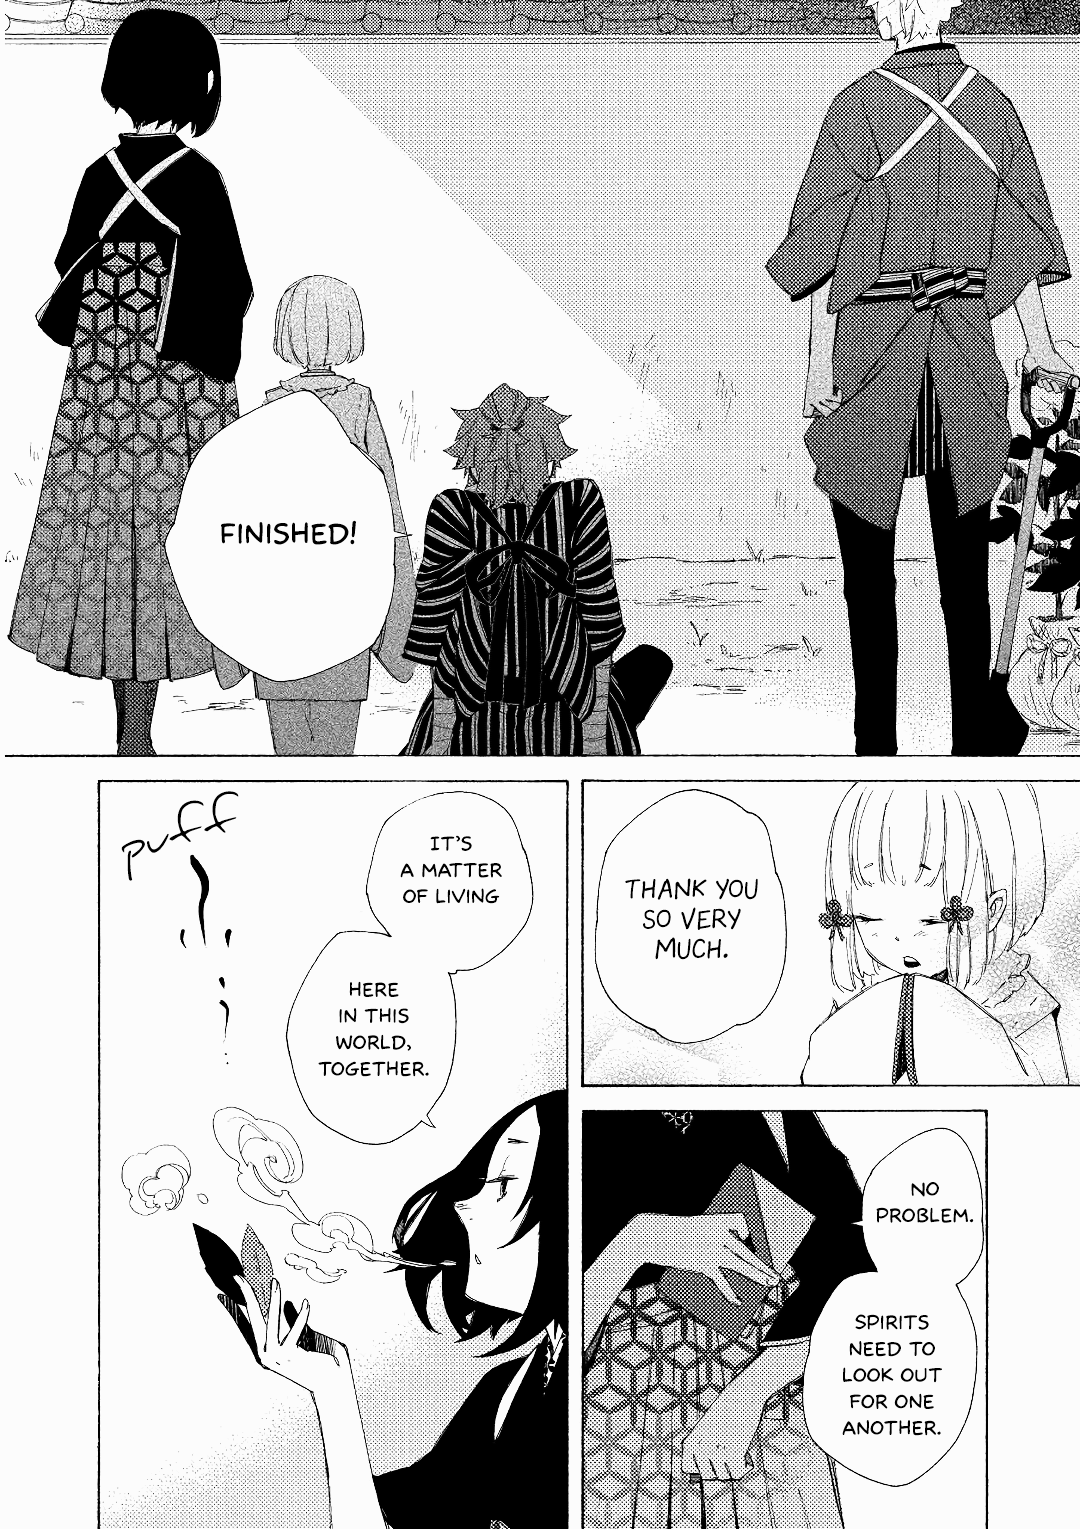 FINISHED!
THANK YOU
SO VERY
MUCH.
NO
PROBLEM.
SPIRITS
NEED TO
LOOK OUT
FOR ONE
ANOTHER.
IT'S
A MATTER
OF LIVING
HERE
IN THIS
WORLD,
TOGETHER.
puff